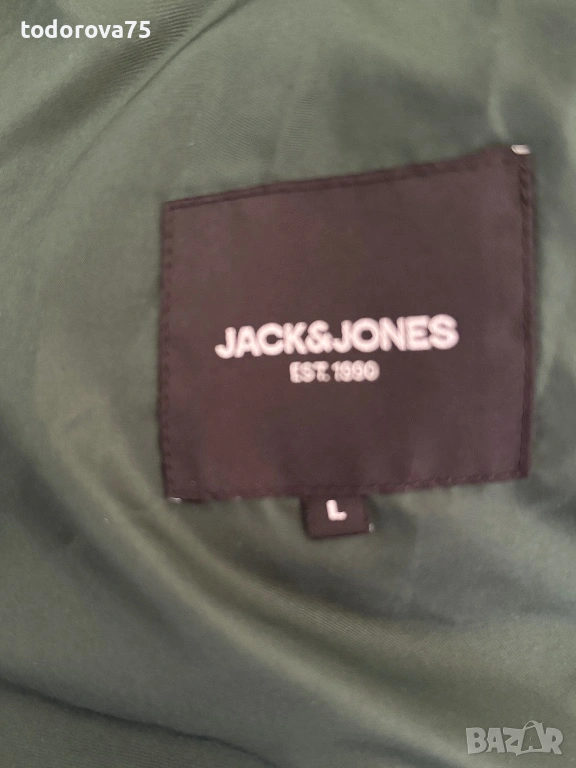 todorova75
JACK&JONES
EST. 1990
L
BAZAR